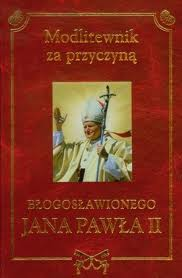 Modlitewnik
za przyczyną
BŁOGOSŁAWIONEGO
JANA PAWŁA II